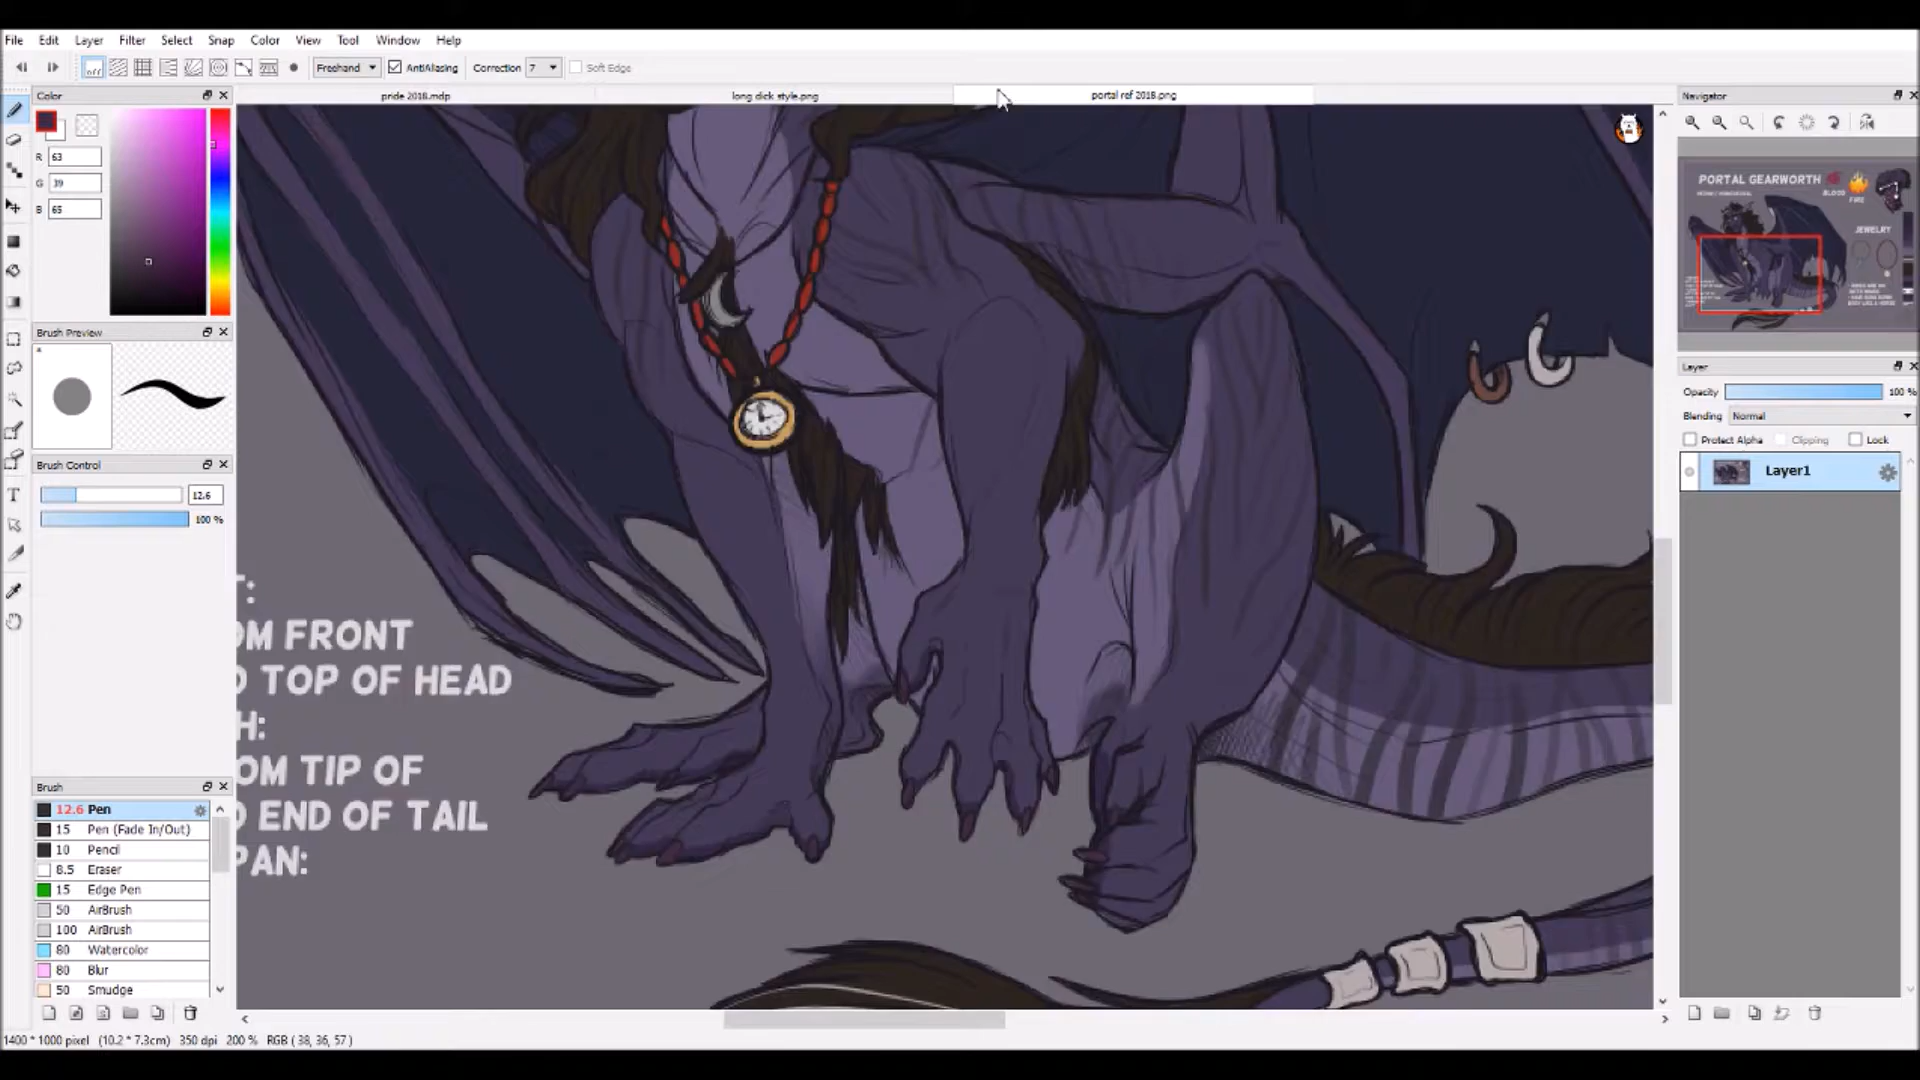 File Edit Layer Filter Select Snap Color View Tool Window Help
off Freehand AntiAliasing Correction 7 Soft Edge
Color
pride 2018.mdp long dick style.png portal ref 2018.png
Navigator
R 63
G 39
B 65
PORTAL GEARWORTH
BLOOD
FIRE
JEWELRY
Brush Preview
Layer
Opacity 100 %
Blending Normal
Protect Alpha Clipping Lock
Layer1
Brush Control
12.6
100 %
T:
OM FRONT
O TOP OF HEAD
H:
OM TIP OF
O END OF TAIL
PAN:
Brush
12.6 Pen
15 Pen (Fade In/Out)
10 Pencil
8.5 Eraser
15 Edge Pen
50 AirBrush
100 AirBrush
80 Watercolor
80 Blur
50 Smudge
1400 * 1000 pixel (10.2 * 7.3cm) 350 dpi 200 % RGB ( 38, 36, 57 )